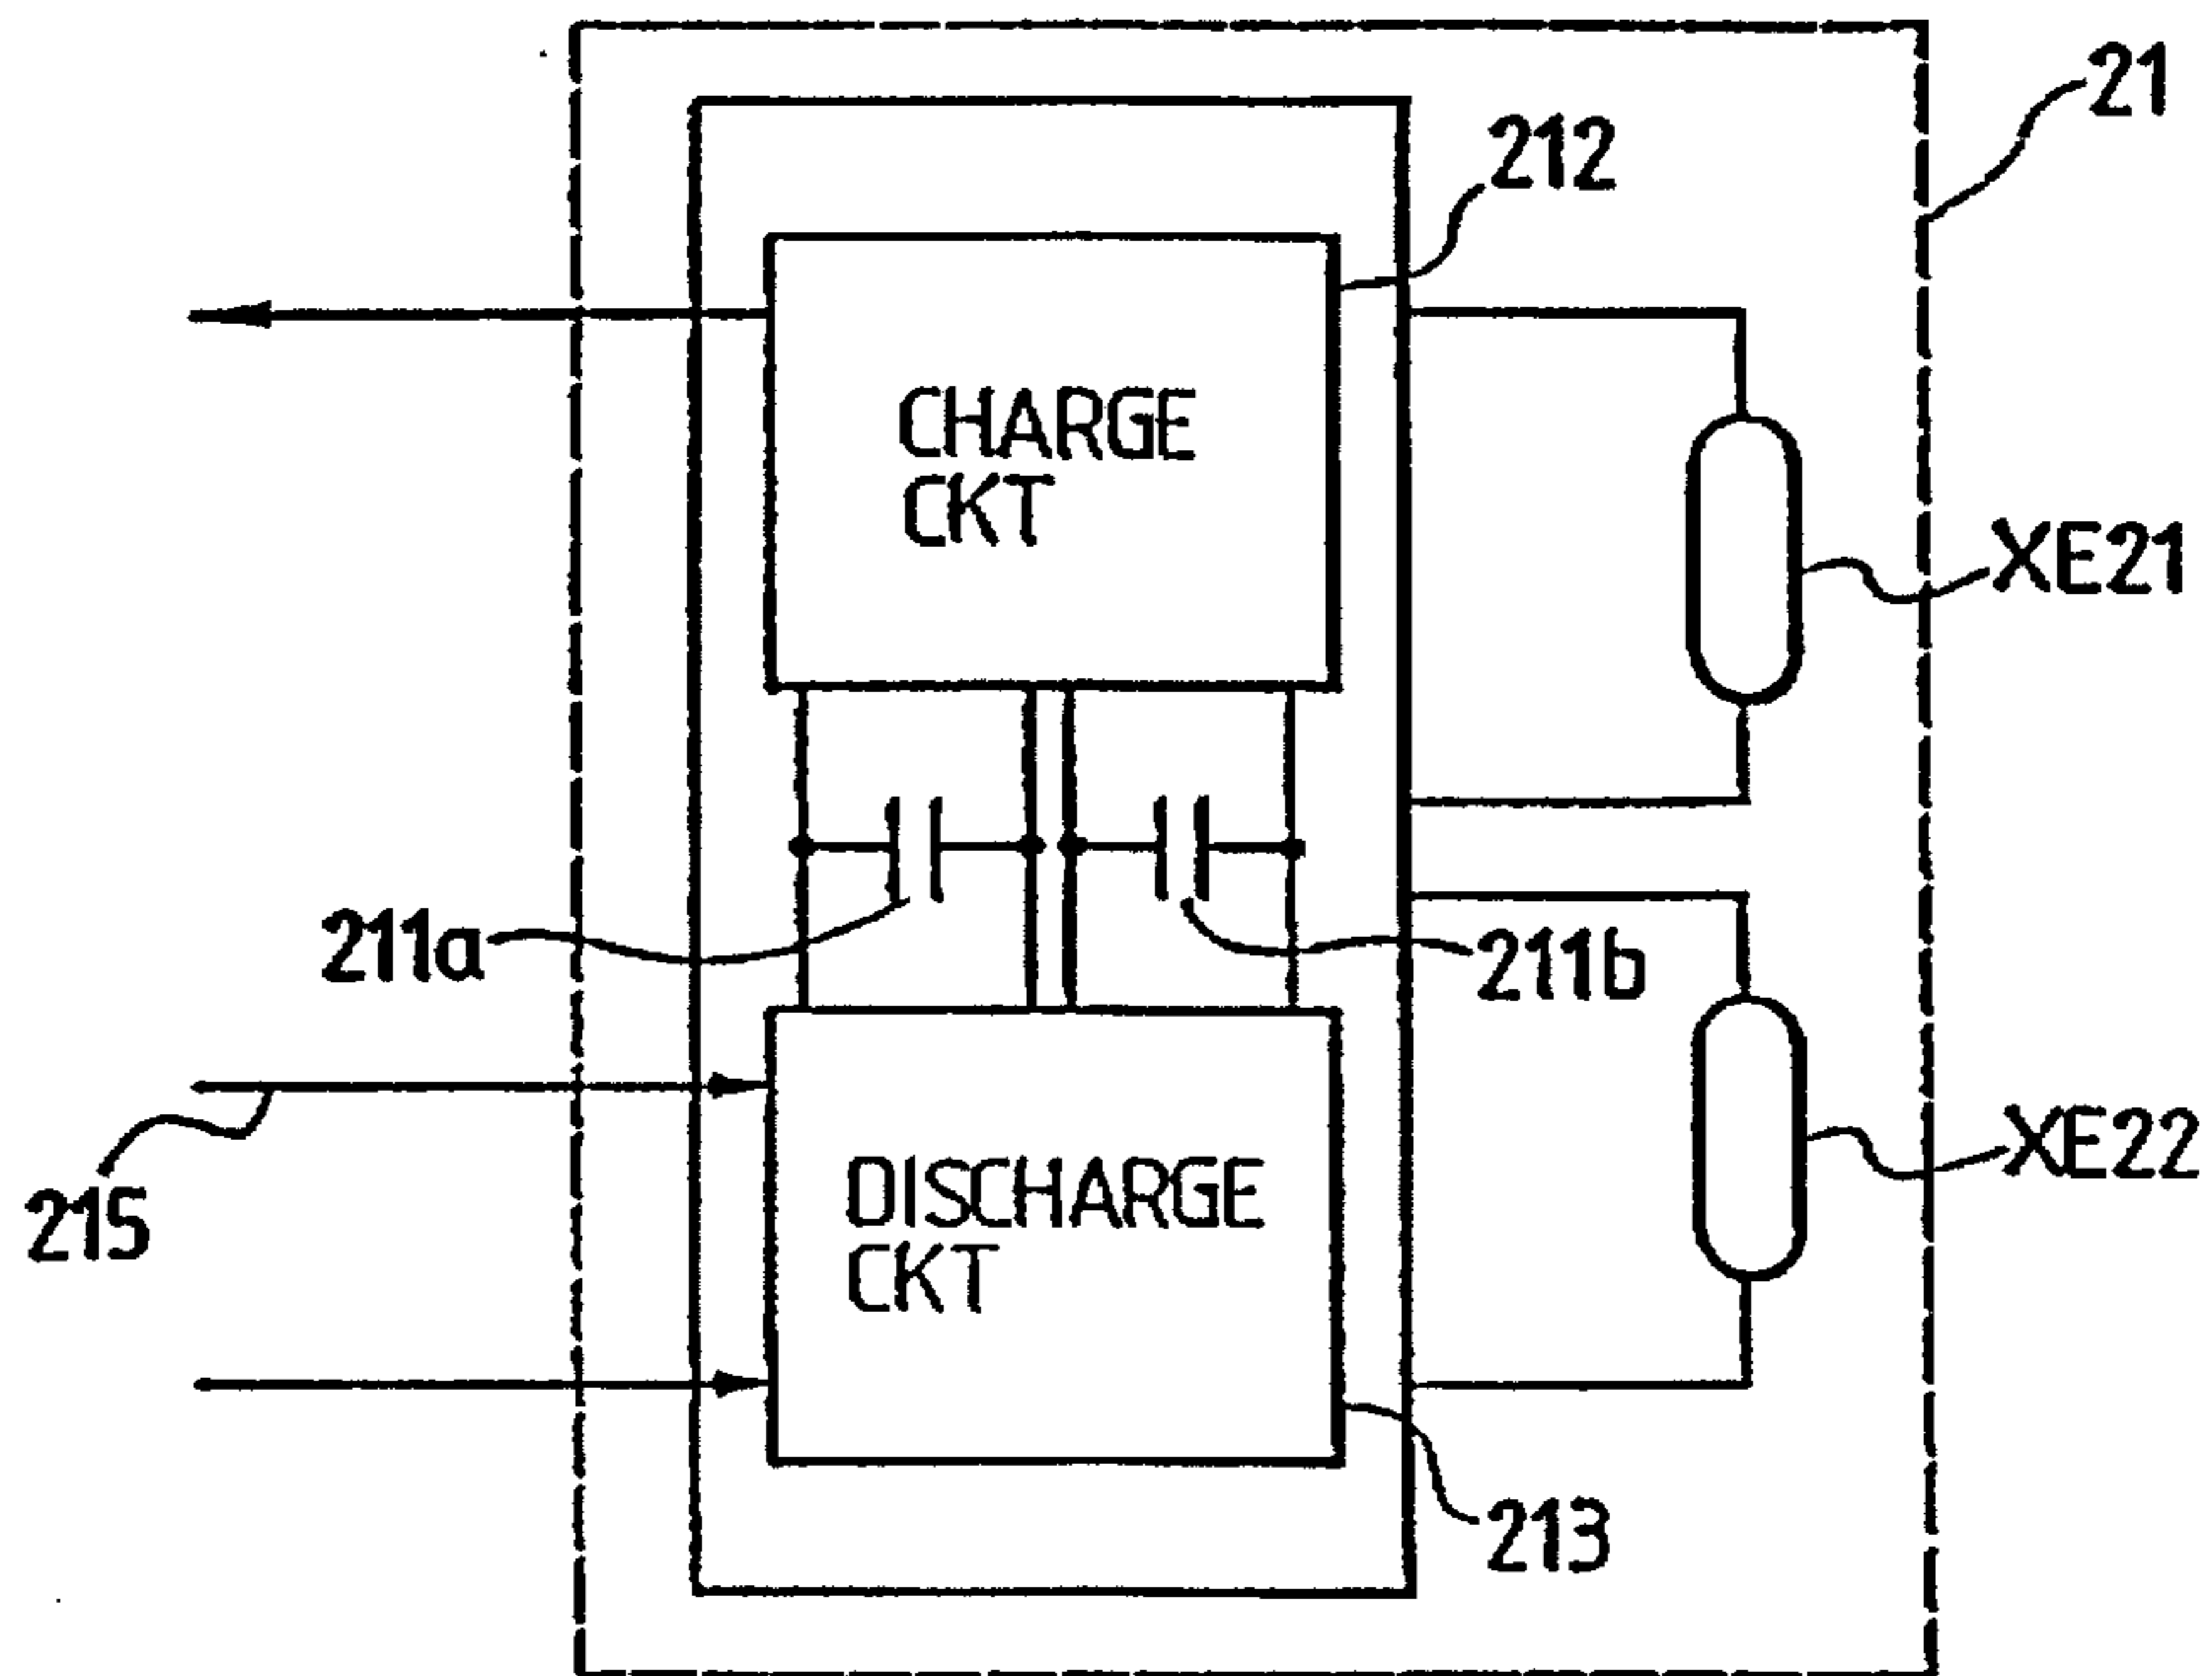 21
212
CHARGE
CKT
XE21
211a
211b
215
DISCHARGE
CKT
XE22
213